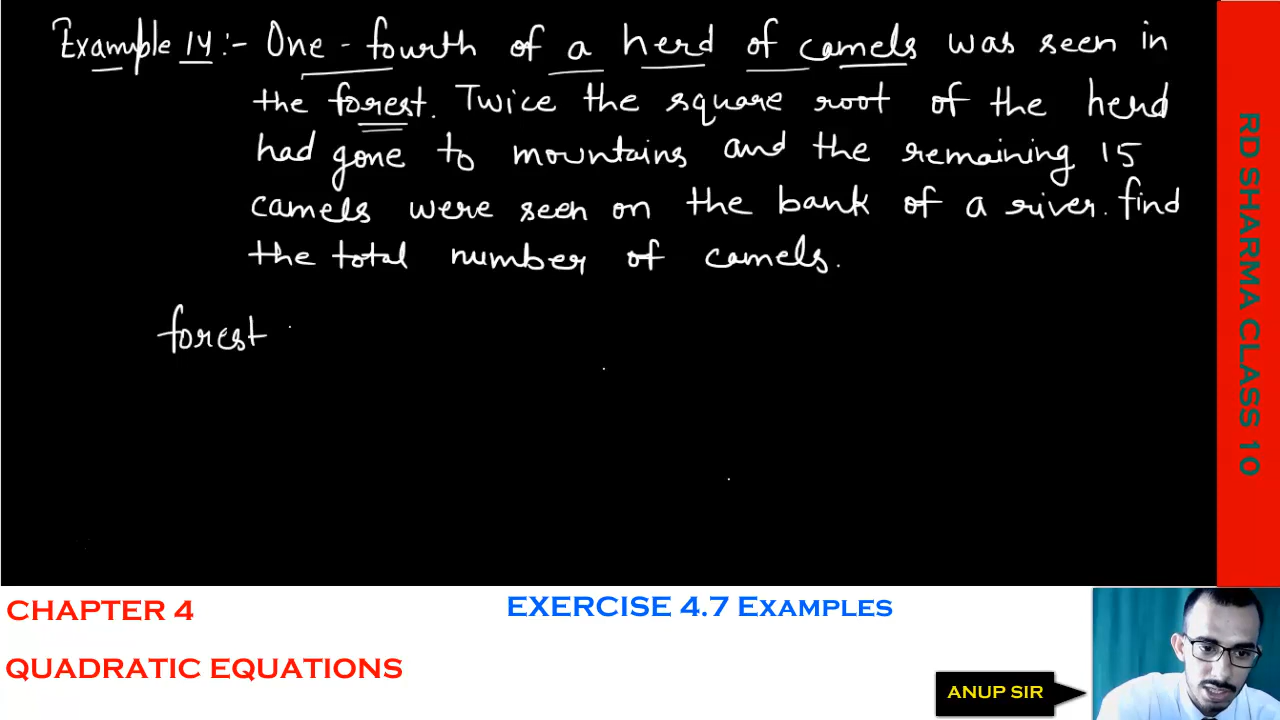 Example 14:- One-fourth of a herd of camels was seen in
the forest. Twice the square root of the herd
had gone to mountains and the remaining 15
camels were seen on the bank of a river. find
the total number of camels.
forest
RD SHARMA CLASS 10
CHAPTER 4
EXERCISE 4.7 EXAMPLES
QUADRATIC EQUATIONS
ANUP SIR